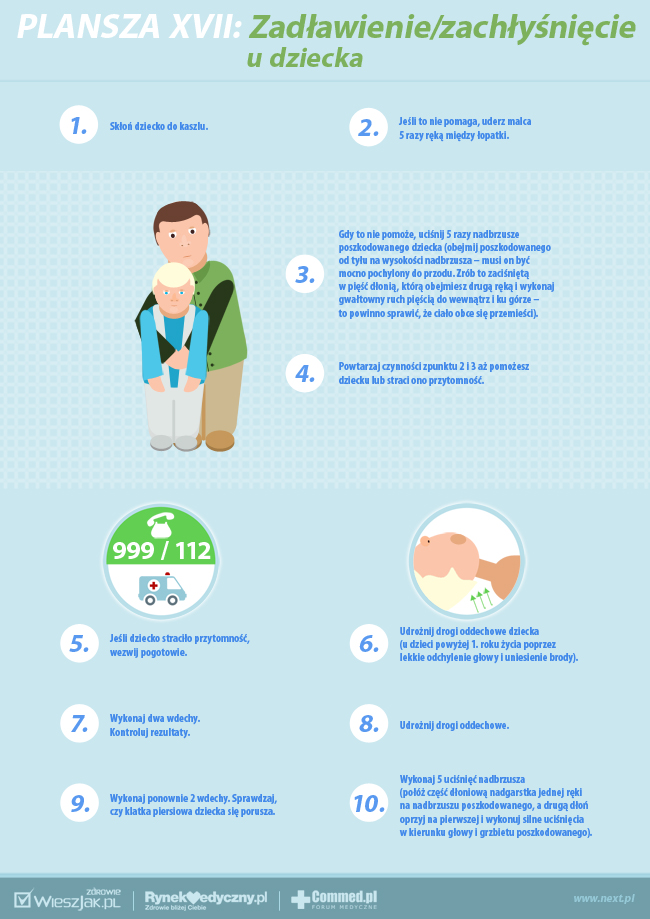 PLANSZA XVII: Zadławienie/zachłyśnięcie
u dziecka
1.
Skłoń dziecko do kaszlu.
2.
Jeśli to nie pomaga, uderz malca
5 razy ręką między łopatki.
3.
Gdy to nie pomoże, uciśnij 5 razy nadbrzusze
poszkodowanego dziecka (obejmij poszkodowanego
od tyłu na wysokości nadbrzusza – musi on być
mocno pochylony do przodu. Zrób to zaciśniętą
w pięść dłonią, którą obejmiesz drugą ręką i wykonaj
gwałtowny ruch pięścią do wewnątrz i ku górze –
to powinno sprawić, że ciało obce się przemieści).
4.
Powtarzaj czynności zpunktu 2 i 3 aż pomożesz
dziecku lub straci ono przytomność.
999 / 112
5.
Jeśli dziecko straciło przytomność,
wezwij pogotowie.
6.
Udrożnij drogi oddechowe dziecka
(u dzieci powyżej 1. roku życia poprzez
lekkie odchylenie głowy i uniesienie brody).
7.
Wykonaj dwa wdechy.
Kontroluj rezultaty.
8.
Udrożnij drogi oddechowe.
9.
Wykonaj ponownie 2 wdechy. Sprawdzaj,
czy klatka piersiowa dziecka się porusza.
10.
Wykonaj 5 uciśnięć nadbrzusza
(połóż część dłoniową nadgarstka jednej ręki
na nadbrzuszu poszkodowanego, a drugą dłoń
oprzyj na pierwszej i wykonuj silne uciśnięcia
w kierunku głowy i grzbietu poszkodowanego).
ZDROWIE
WIESZJAK.PL
RynekMedyczny.pl
Zdrowie bliżej Ciebie
Commed.pl
FORUM MEDYCZNE
www.next.pl